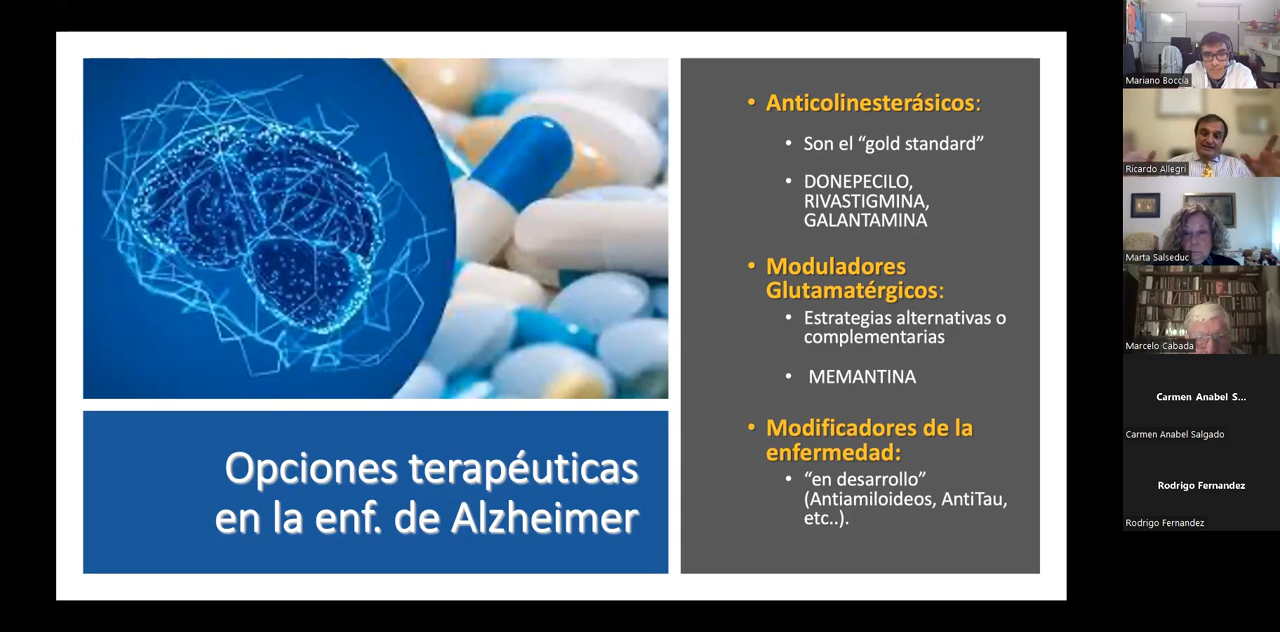 Opciones terapéuticas
en la enf. de Alzheimer
• Anticolinesterásicos:
• Son el “gold standard”
• DONEPECILO,
RIVASTIGMINA,
GALANTAMINA
• Moduladores
Glutamatérgicos:
• Estrategias alternativas o
complementarias
• MEMANTINA
• Modificadores de la
enfermedad:
• “en desarrollo”
(Antiamiloideos, AntiTau,
etc..).
Mariano Boccia
Ricardo Allegri
Marta Salseduc
Marcelo Cabada
Carmen Anabel S...
Carmen Anabel Salgado
Rodrigo Fernandez
Rodrigo Fernandez